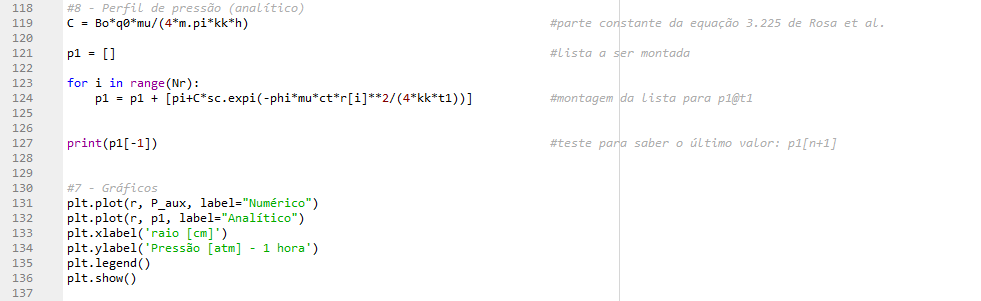 118 #8 - Perfil de pressão (analítico)
119 C = Bo*q0*mu/(4*m.pi*kk*h) #parte constante da equação 3.225 de Rosa et al.
120
121 p1 = [] #lista a ser montada
122
123 for i in range(Nr):
124 p1 = p1 + [pi+C*sc.expi(-phi*mu*ct*r[i]**2/(4*kk*t1))] #montagem da lista para p1@t1
125
126
127 print(p1[-1]) #teste para saber o último valor: p1[n+1]
128
129
130 #7 - Gráficos
131 plt.plot(r, P_aux, label="Numérico")
132 plt.plot(r, p1, label="Analítico")
133 plt.xlabel('raio [cm]')
134 plt.ylabel('Pressão [atm] - 1 hora')
135 plt.legend()
136 plt.show()
137